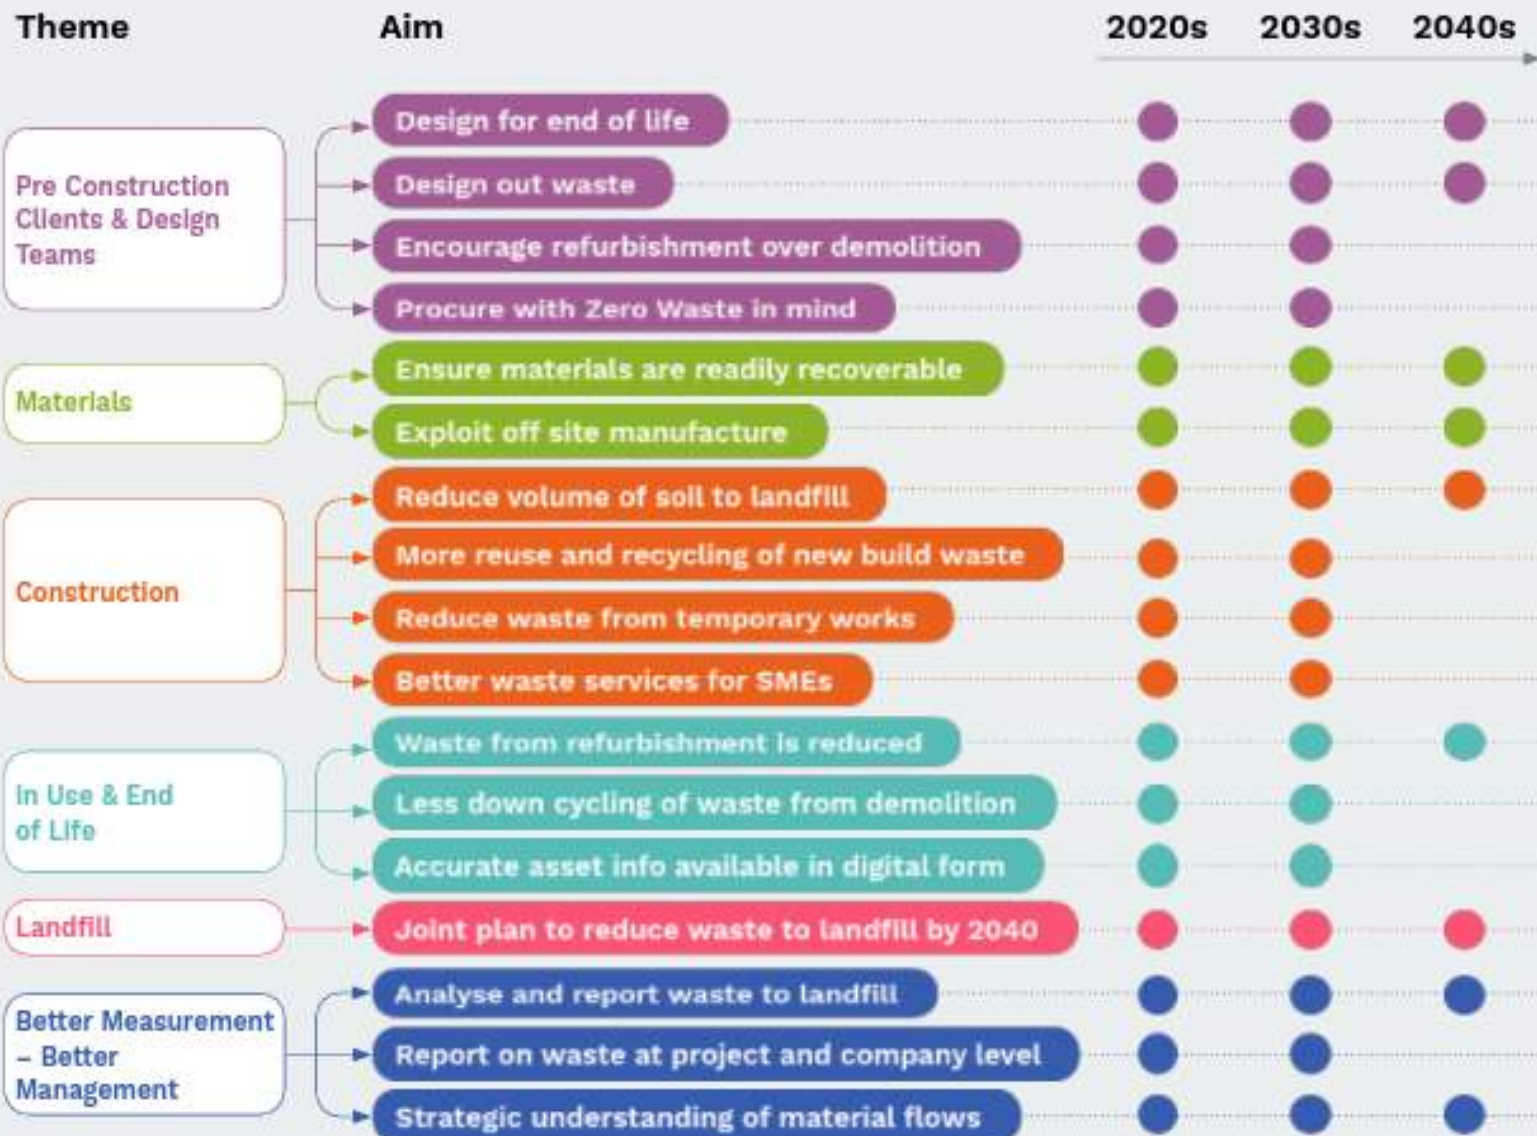 Theme Aim 2020s 2030s 2040s
Pre Construction
Clients & Design
Teams
Design for end of life
Design out waste
Encourage refurbishment over demolition
Procure with Zero Waste in mind
Materials
Ensure materials are readily recoverable
Exploit off site manufacture
Construction
Reduce volume of soil to landfill
More reuse and recycling of new build waste
Reduce waste from temporary works
Better waste services for SMEs
In Use & End
of Life
Waste from refurbishment is reduced
Less down cycling of waste from demolition
Accurate asset info available in digital form
Landfill
Joint plan to reduce waste to landfill by 2040
Better Measurement
– Better
Management
Analyse and report waste to landfill
Report on waste at project and company level
Strategic understanding of material flows